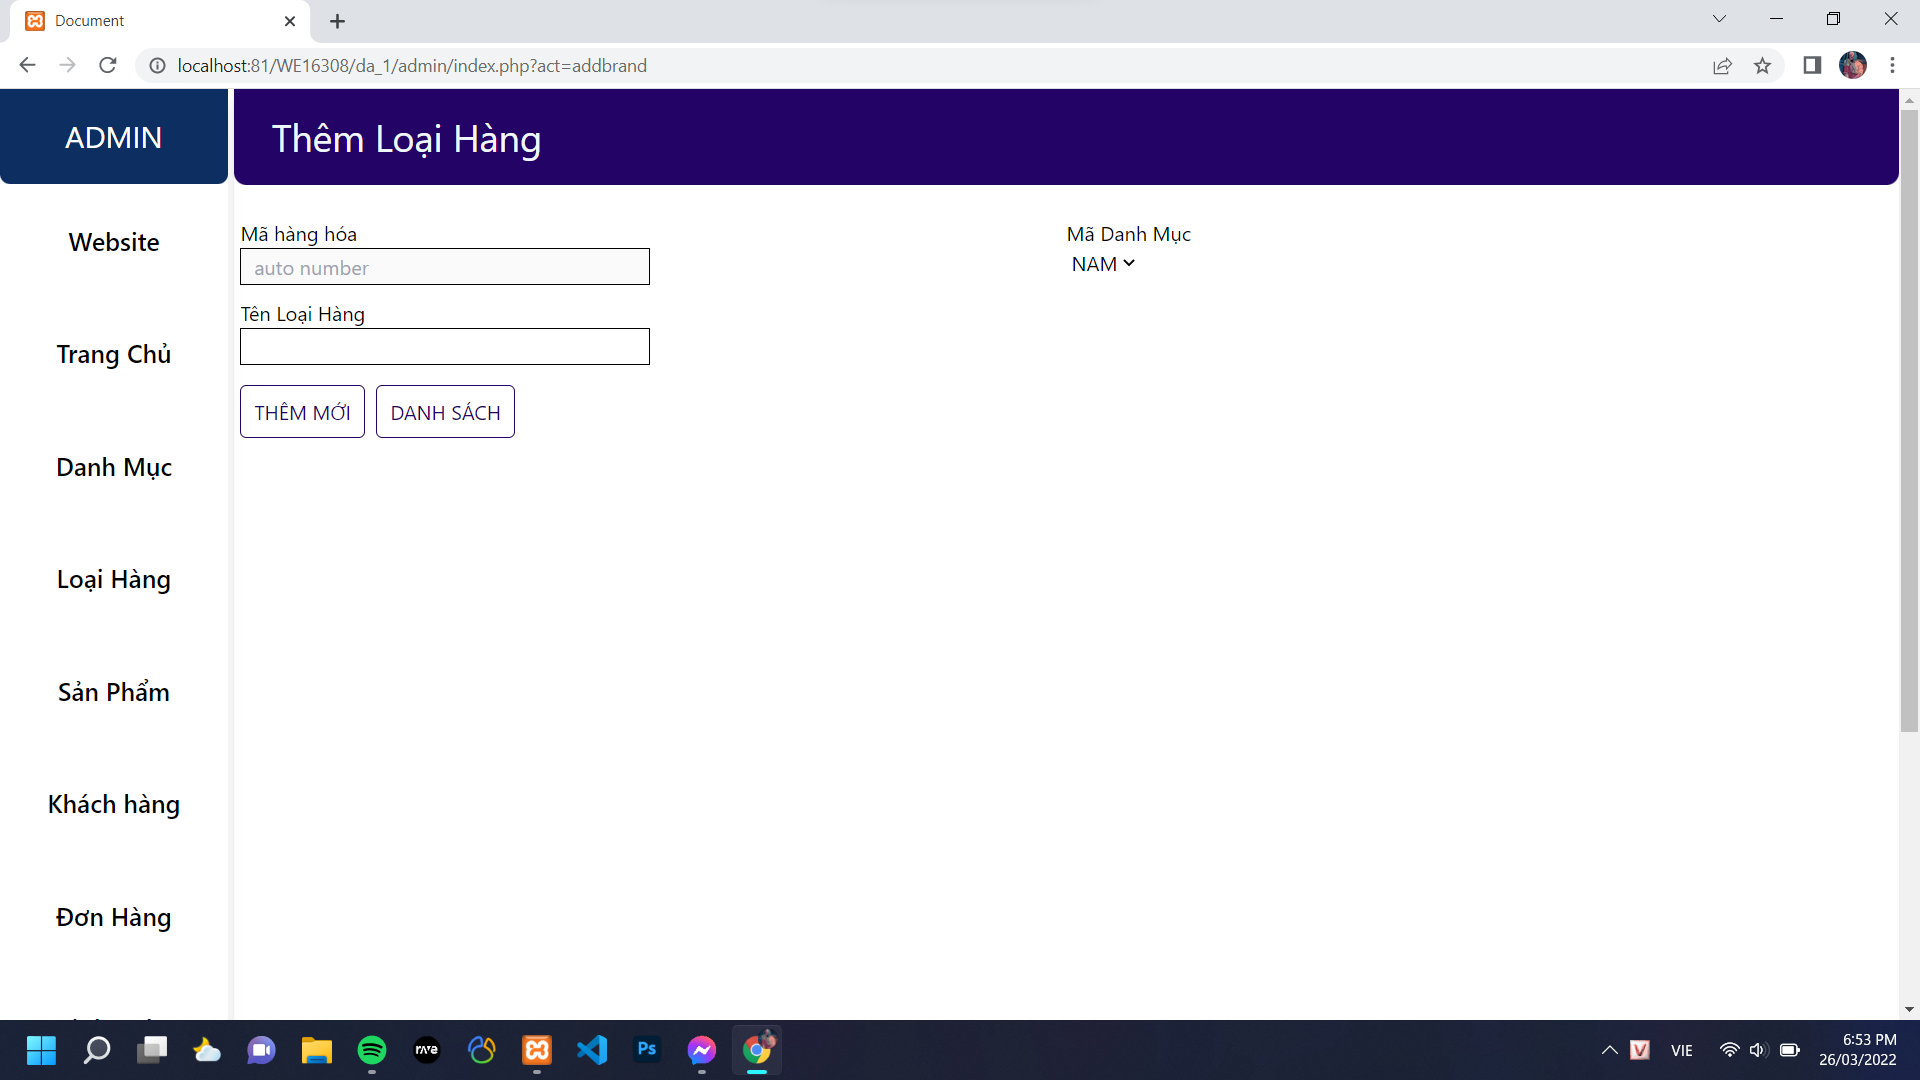 Document
localhost:81/WE16308/da_1/admin/index.php?act=addbrand
ADMIN
Thêm Loại Hàng
Website
Trang Chủ
Danh Mục
Loại Hàng
Sản Phẩm
Khách hàng
Đơn Hàng
Mã hàng hóa
auto number
Mã Danh Mục
NAM
Tên Loại Hàng
THÊM MỚI
DANH SÁCH
rave
Ps
V
VIE
6:53 PM
26/03/2022